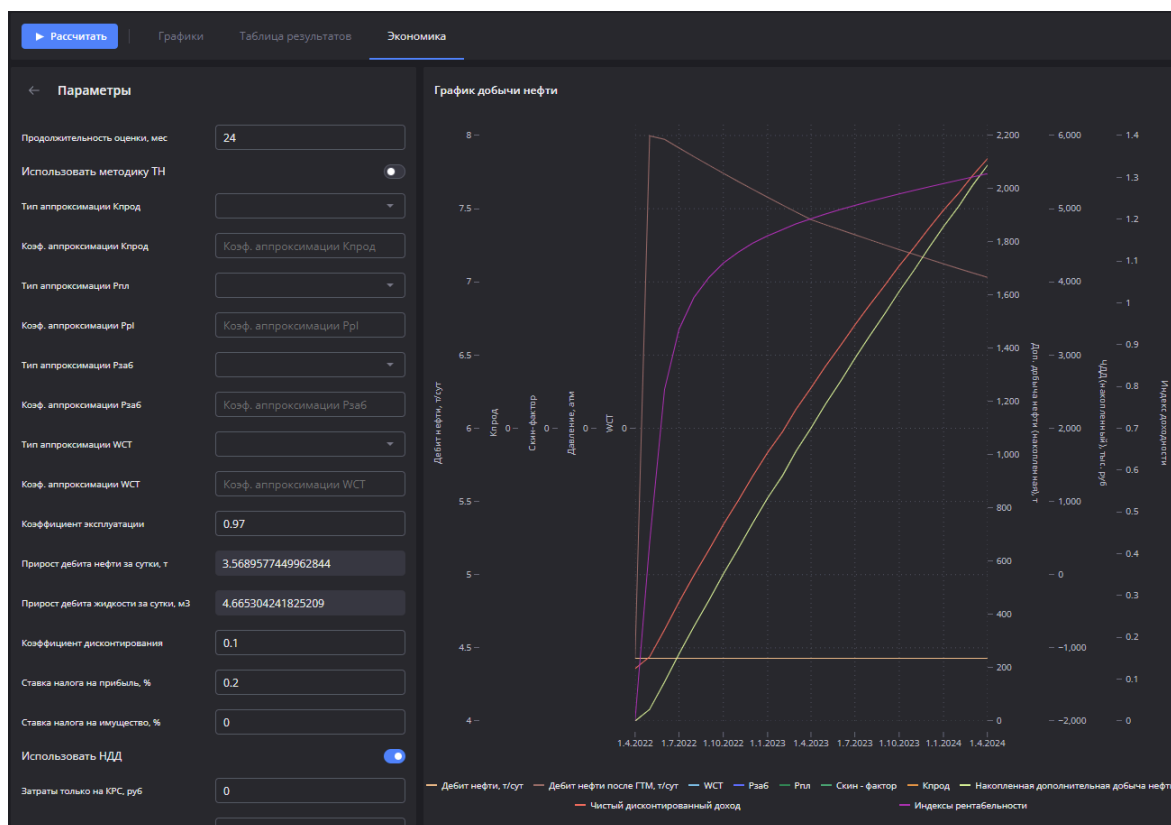 Рассчитать
Графики
Таблица результатов
Экономика
Параметры
Продолжительность оценки, мес
24
Использовать методику ТН
Тип аппроксимации Кпрод
Коэф. аппроксимации Кпрод
Коэф. аппроксимации Кпрод
Тип аппроксимации Рпл
Коэф. аппроксимации Ppl
Коэф. аппроксимации Ppl
Тип аппроксимации Рзаб
Коэф. аппроксимации Рзаб
Коэф. аппроксимации Рзаб
Тип аппроксимации WCT
Коэф. аппроксимации WCT
Коэф. аппроксимации WCT
Коэффициент эксплуатации
0.97
Прирост дебита нефти за сутки, т
3.5689577449962844
Прирост дебита жидкости за сутки, м3
4.665304241825209
Коэффициент дисконтирования
0.1
Ставка налога на прибыль, %
0.2
Ставка налога на имущество, %
0
Использовать НДД
Затраты только на КРС, руб
0
График добычи нефти
8
7.5
7
6.5
6
5.5
5
4.5
4
Дебит нефти, т/сут
Кпрод
0
Скин-фактор
0
Давление, атм
0
WCT
0
2,200
2,000
1,800
1,600
1,400
1,200
1,000
800
600
400
200
0
Доп. добыча нефти (накопленная), т
6,000
5,000
4,000
3,000
2,000
1,000
0
−1,000
−2,000
ЧДД (накопленный), тыс. руб
1.4
1.3
1.2
1.1
1
0.9
0.8
0.7
0.6
0.5
0.4
0.3
0.2
0.1
0
Индекс доходности
1.4.2022 1.7.2022 1.10.2022 1.1.2023 1.4.2023 1.7.2023 1.10.2023 1.1.2024 1.4.2024
Дебит нефти, т/сут Дебит нефти после ГТМ, т/сут WCT Рзаб Рпл Скин - фактор Кпрод Накопленная дополнительная добыча нефт
Чистый дисконтированный доход Индексы рентабельности